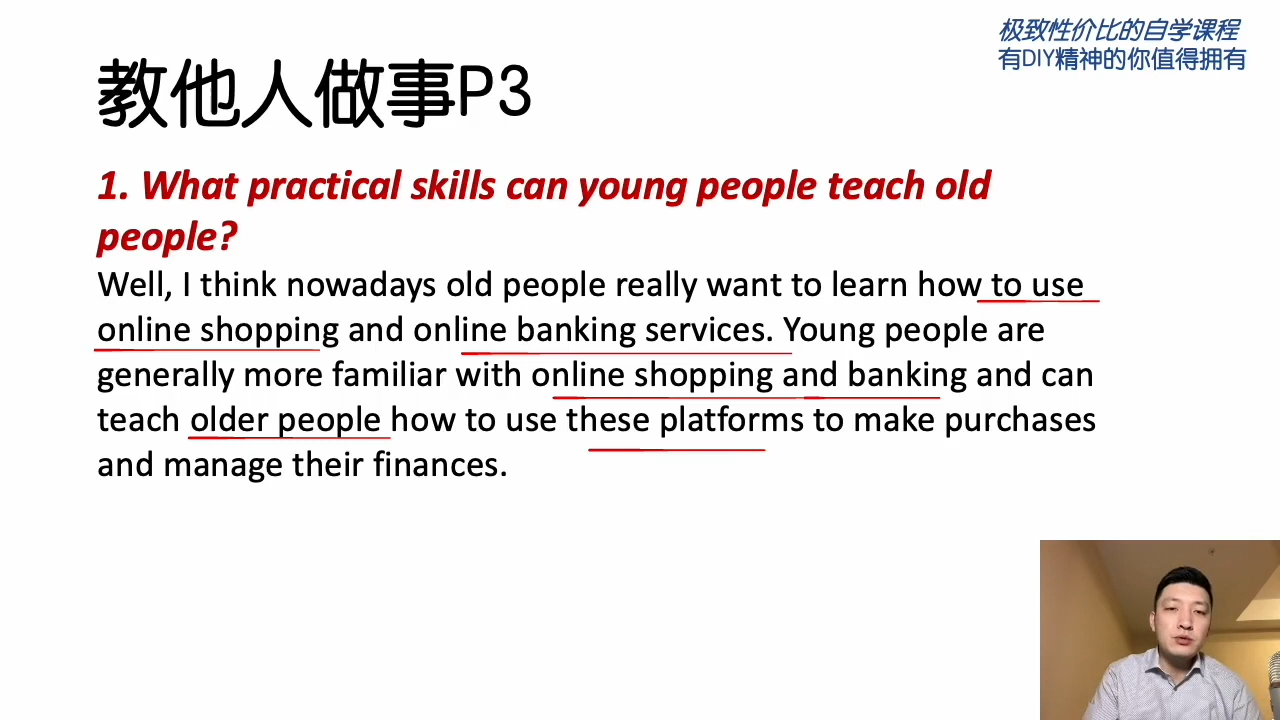 极致性价比的自学课程
有DIY精神的你值得拥有
教他人做事P3
1. What practical skills can young people teach old
people?
Well, I think nowadays old people really want to learn how to use
online shopping and online banking services. Young people are
generally more familiar with online shopping and banking and can
teach older people how to use these platforms to make purchases
and manage their finances.